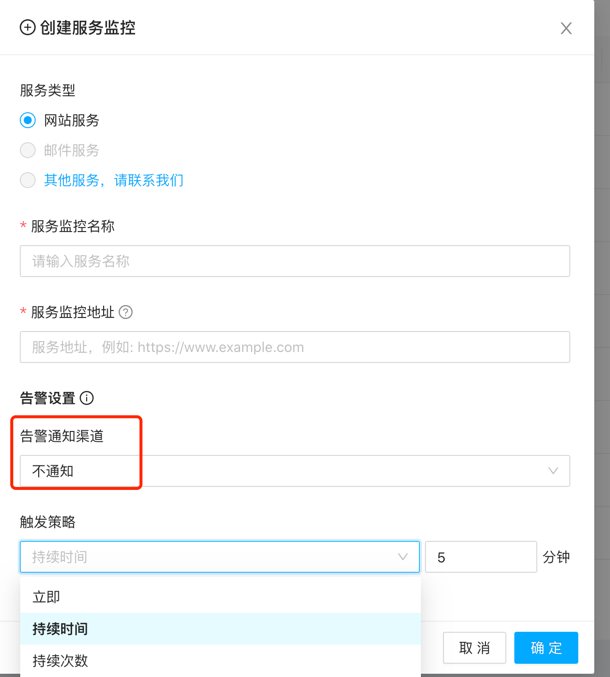 创建服务监控
服务类型
网站服务
邮件服务
其他服务，请联系我们
* 服务监控名称
请输入服务名称
* 服务监控地址
服务地址，例如: https://www.example.com
告警设置
告警通知渠道
不通知
触发策略
持续时间 5 分钟
立即
持续时间
持续次数
取 消 确 定